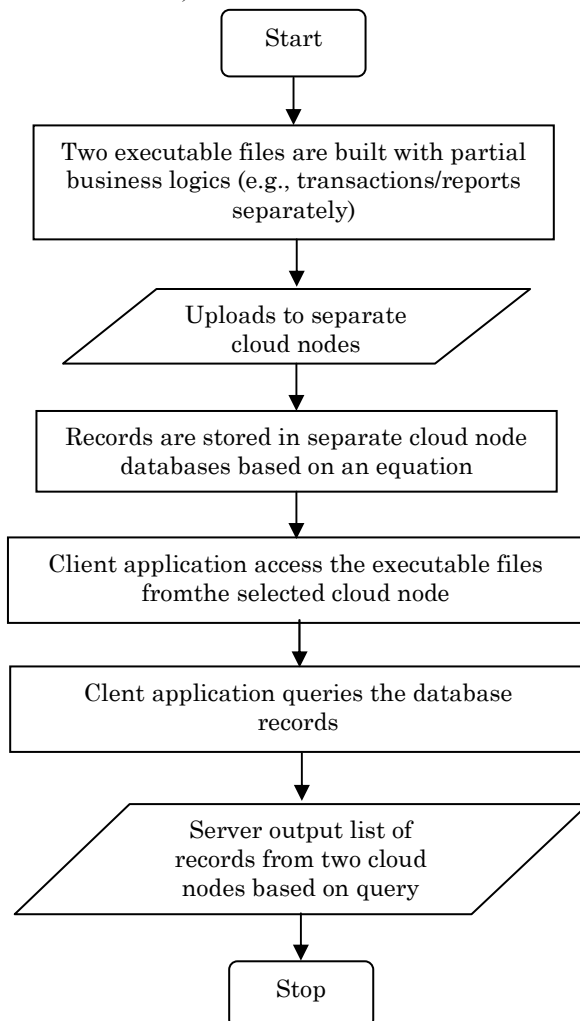 Start
Two executable files are built with partial
business logics (e.g., transactions/reports
separately)
Uploads to separate
cloud nodes
Records are stored in separate cloud node
databases based on an equation
Client application access the executable files
fromthe selected cloud node
Clent application queries the database
records
Server output list of
records from two cloud
nodes based on query
Stop